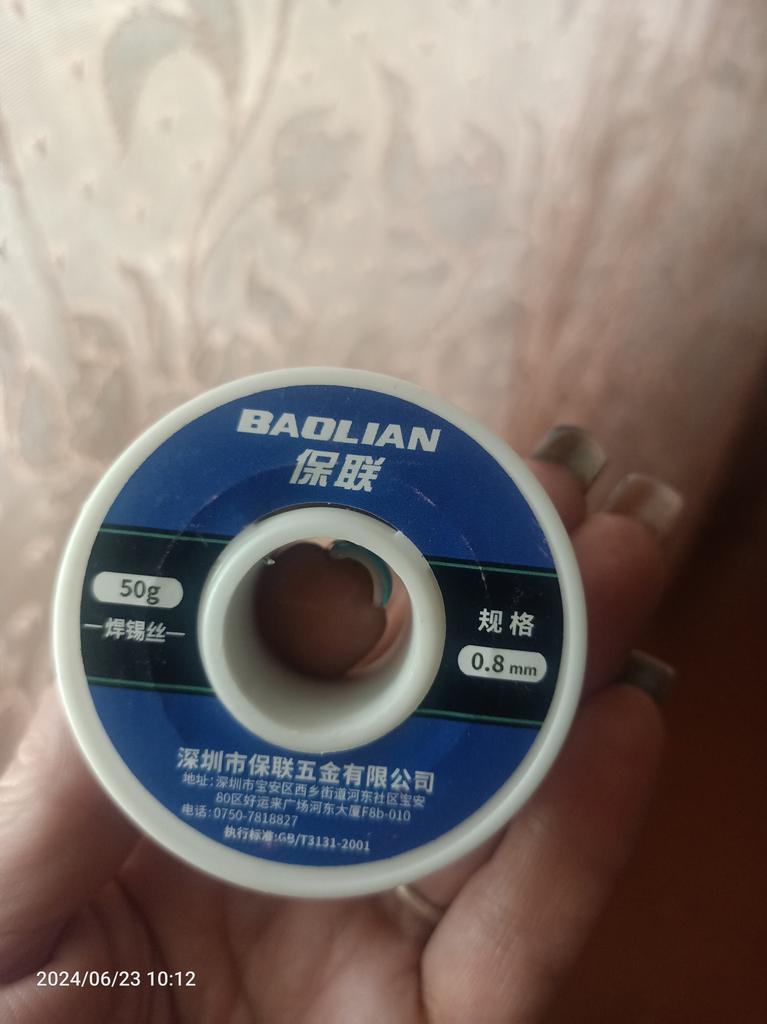 BAOLIAN
保联
50g
焊锡丝
规格
0.8 mm
深圳市保联五金有限公司
地址:深圳市宝安区西乡街道河东社区宝安
80区好运来广场河东大厦F8b-010
电话:0750-7818827
执行标准:GB/T3131-2001
2024/06/23 10:12